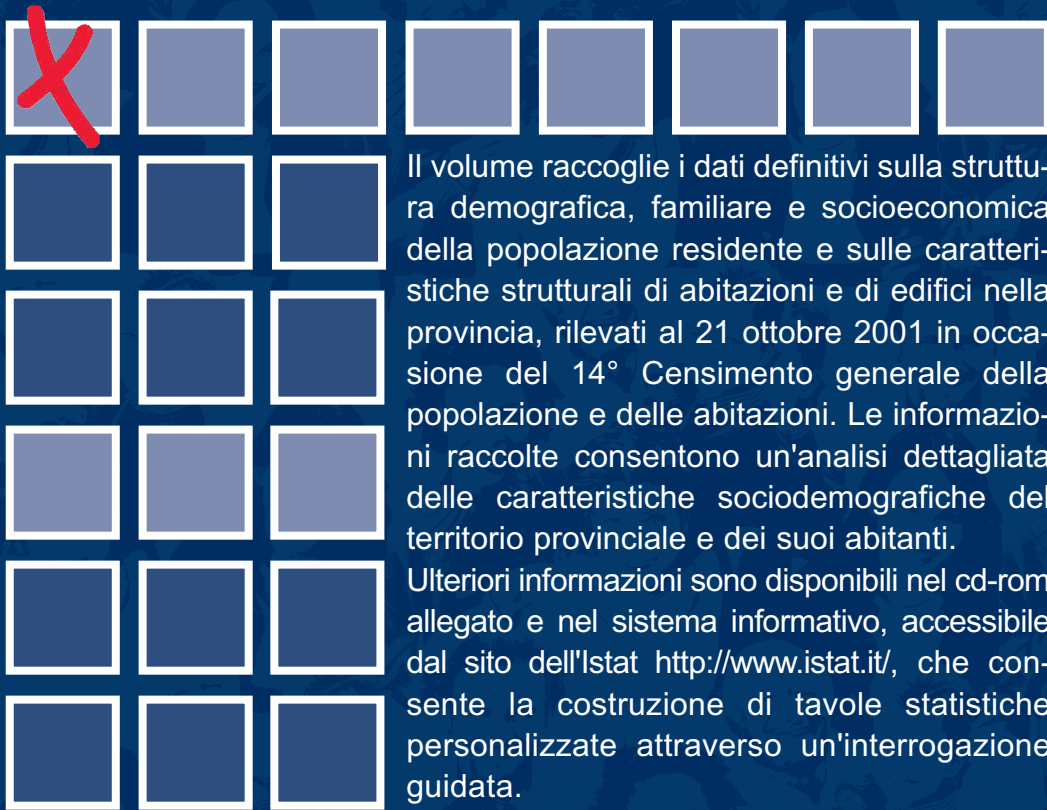 Il volume raccoglie i dati definitivi sulla struttu-
ra demografica, familiare e socioeconomica
della popolazione residente e sulle caratteri-
stiche strutturali di abitazioni e di edifici nella
provincia, rilevati al 21 ottobre 2001 in occa-
sione del 14° Censimento generale della
popolazione e delle abitazioni. Le informazio-
ni raccolte consentono un'analisi dettagliata
delle caratteristiche sociodemografiche del
territorio provinciale e dei suoi abitanti.
Ulteriori informazioni sono disponibili nel cd-rom
allegato e nel sistema informativo, accessibile
dal sito dell'Istat http://www.istat.it/, che con-
sente la costruzione di tavole statistiche
personalizzate attraverso un'interrogazione
guidata.